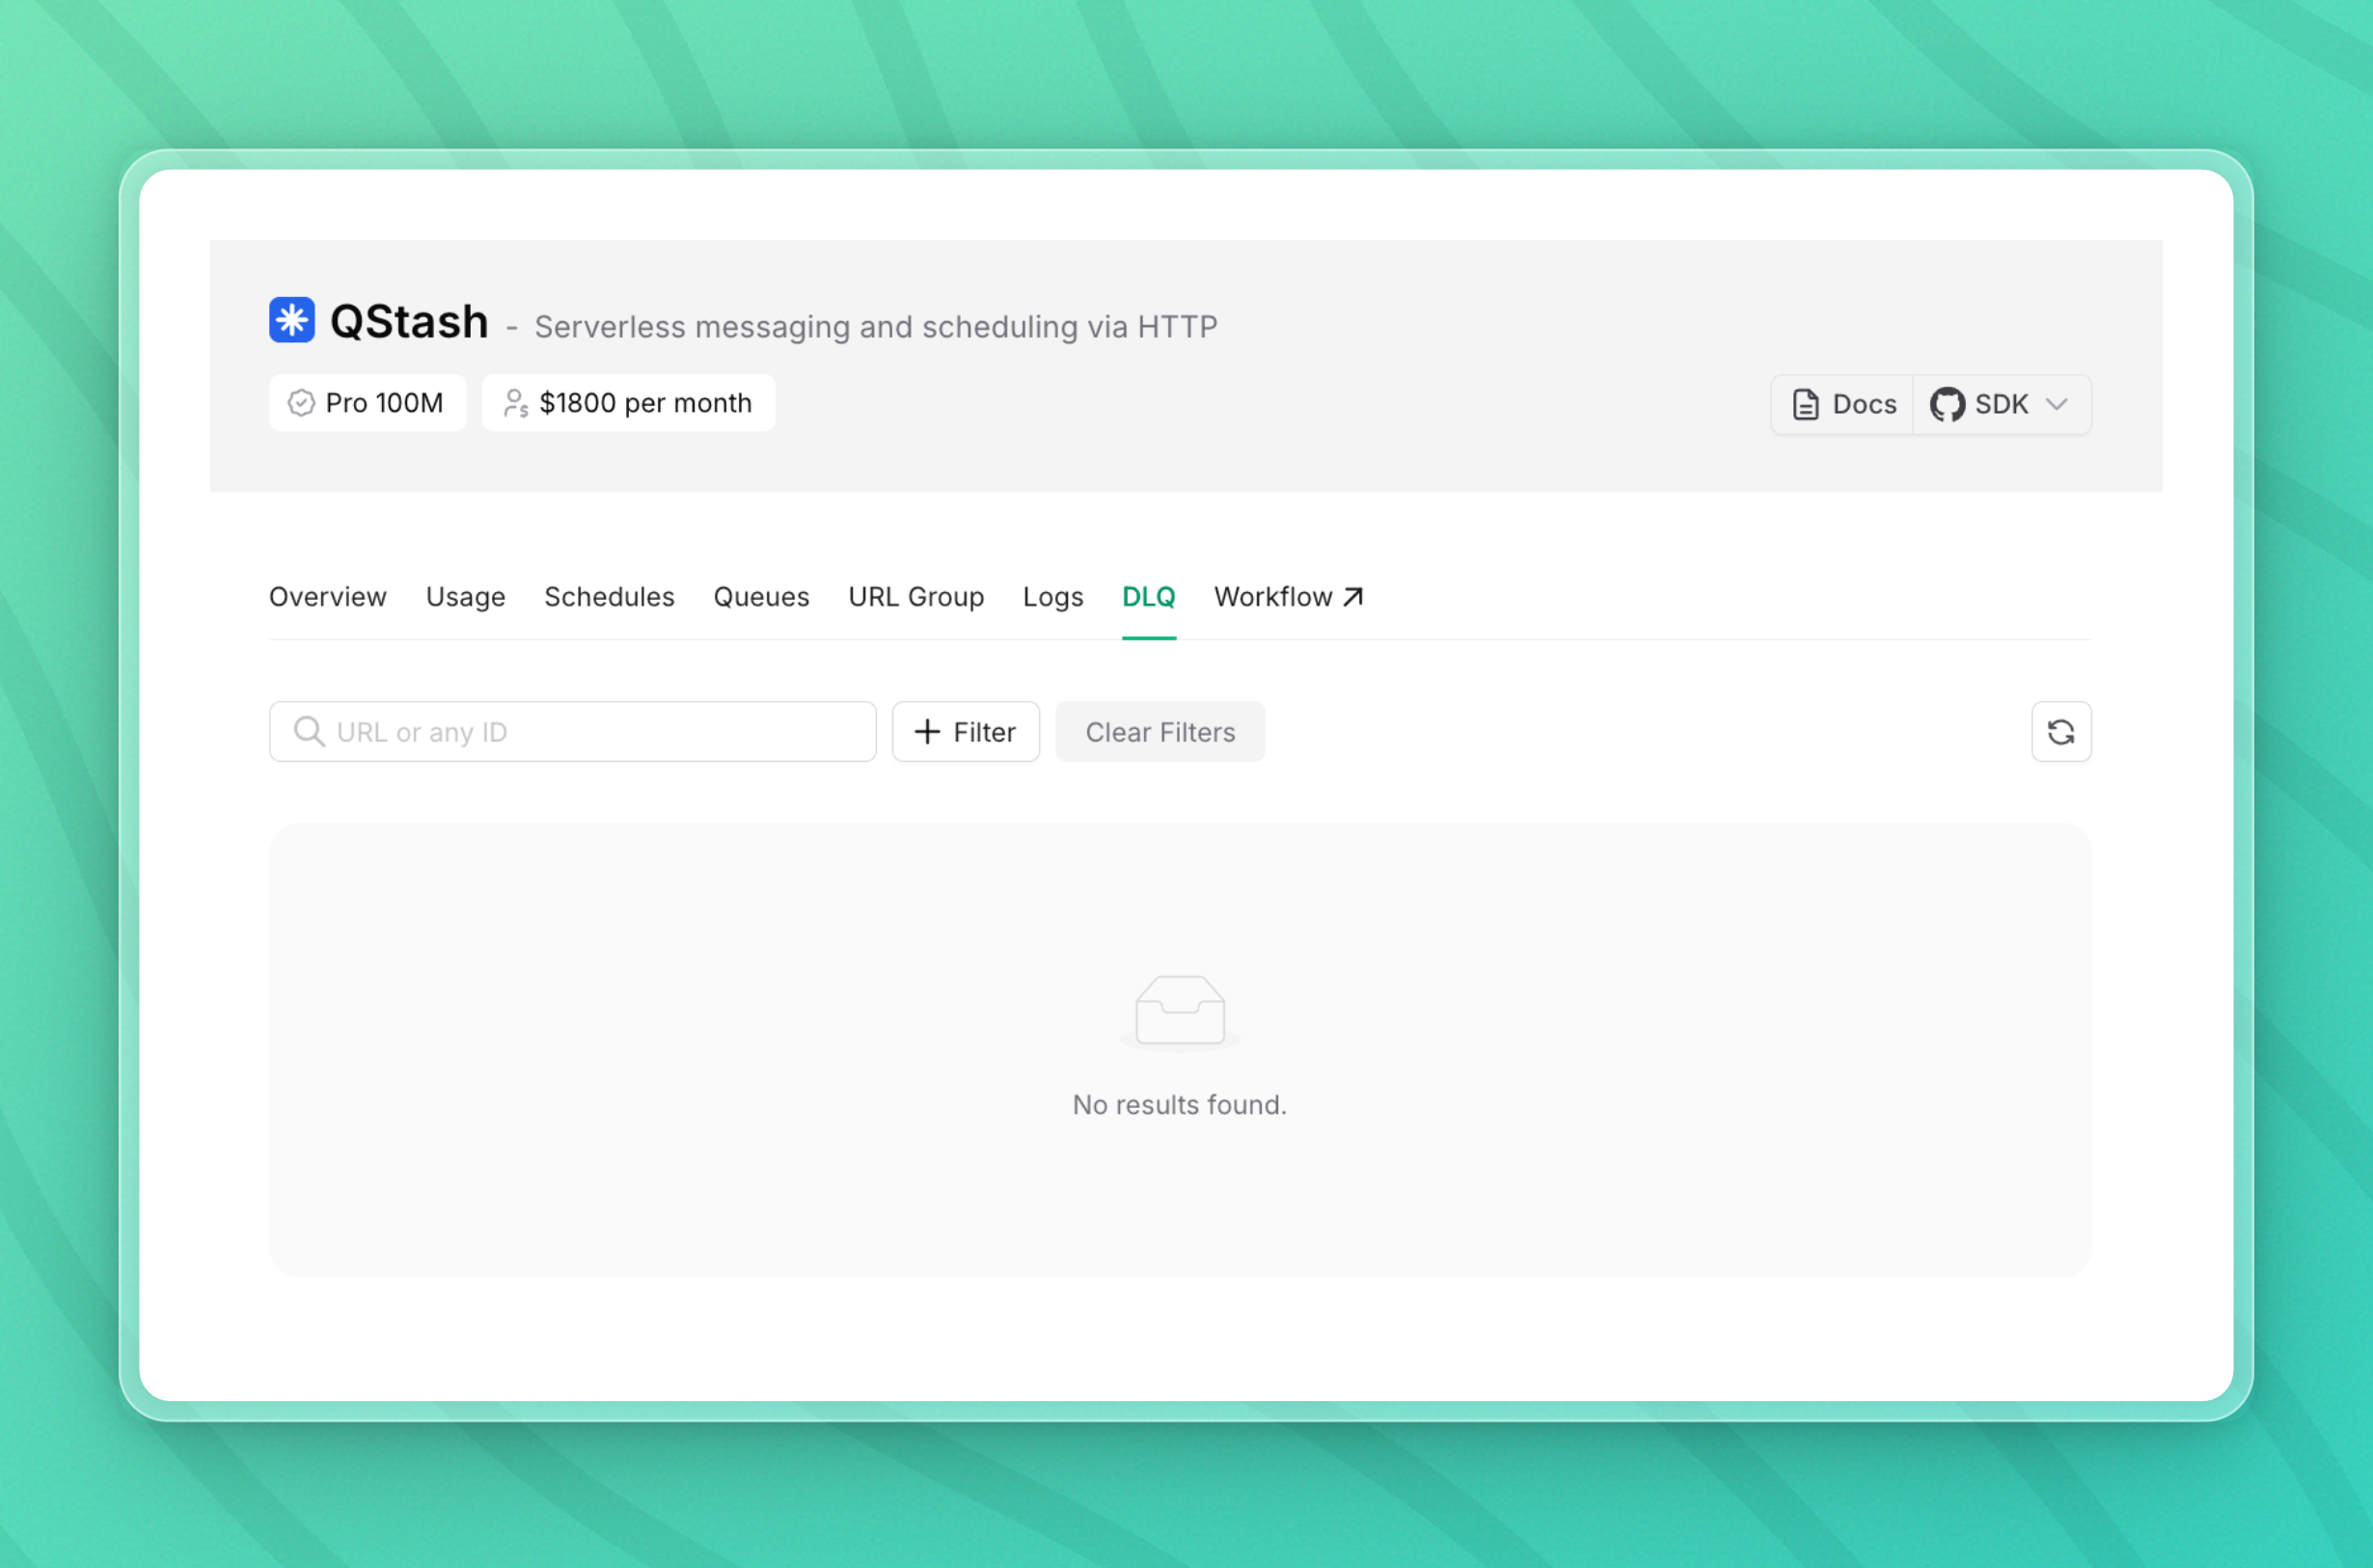 QStash - Serverless messaging and scheduling via HTTP
Pro 100M $1800 per month Docs SDK
Overview Usage Schedules Queues URL Group Logs DLQ Workflow
URL or any ID Filter Clear Filters
No results found.